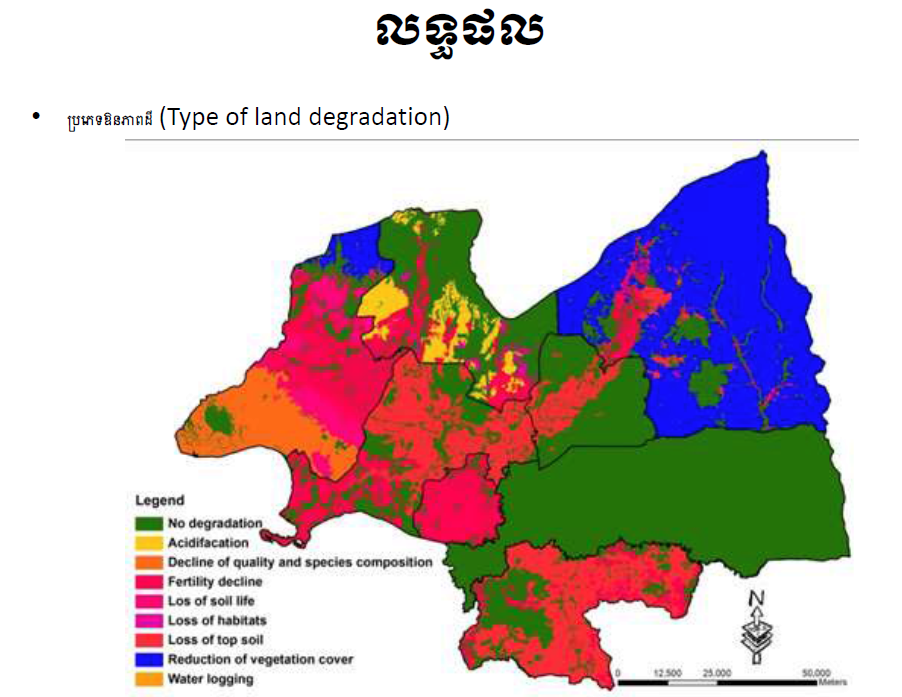 លទ្ធផល
• ប្រភេទឱនភាពដី (Type of land degradation)
Legend
No degradation
Acidifacation
Decline of quality and species composition
Fertility decline
Los of soil life
Loss of habitats
Loss of top soil
Reduction of vegetation cover
Water logging
N
0 12,500 25,000 50,000
Meters